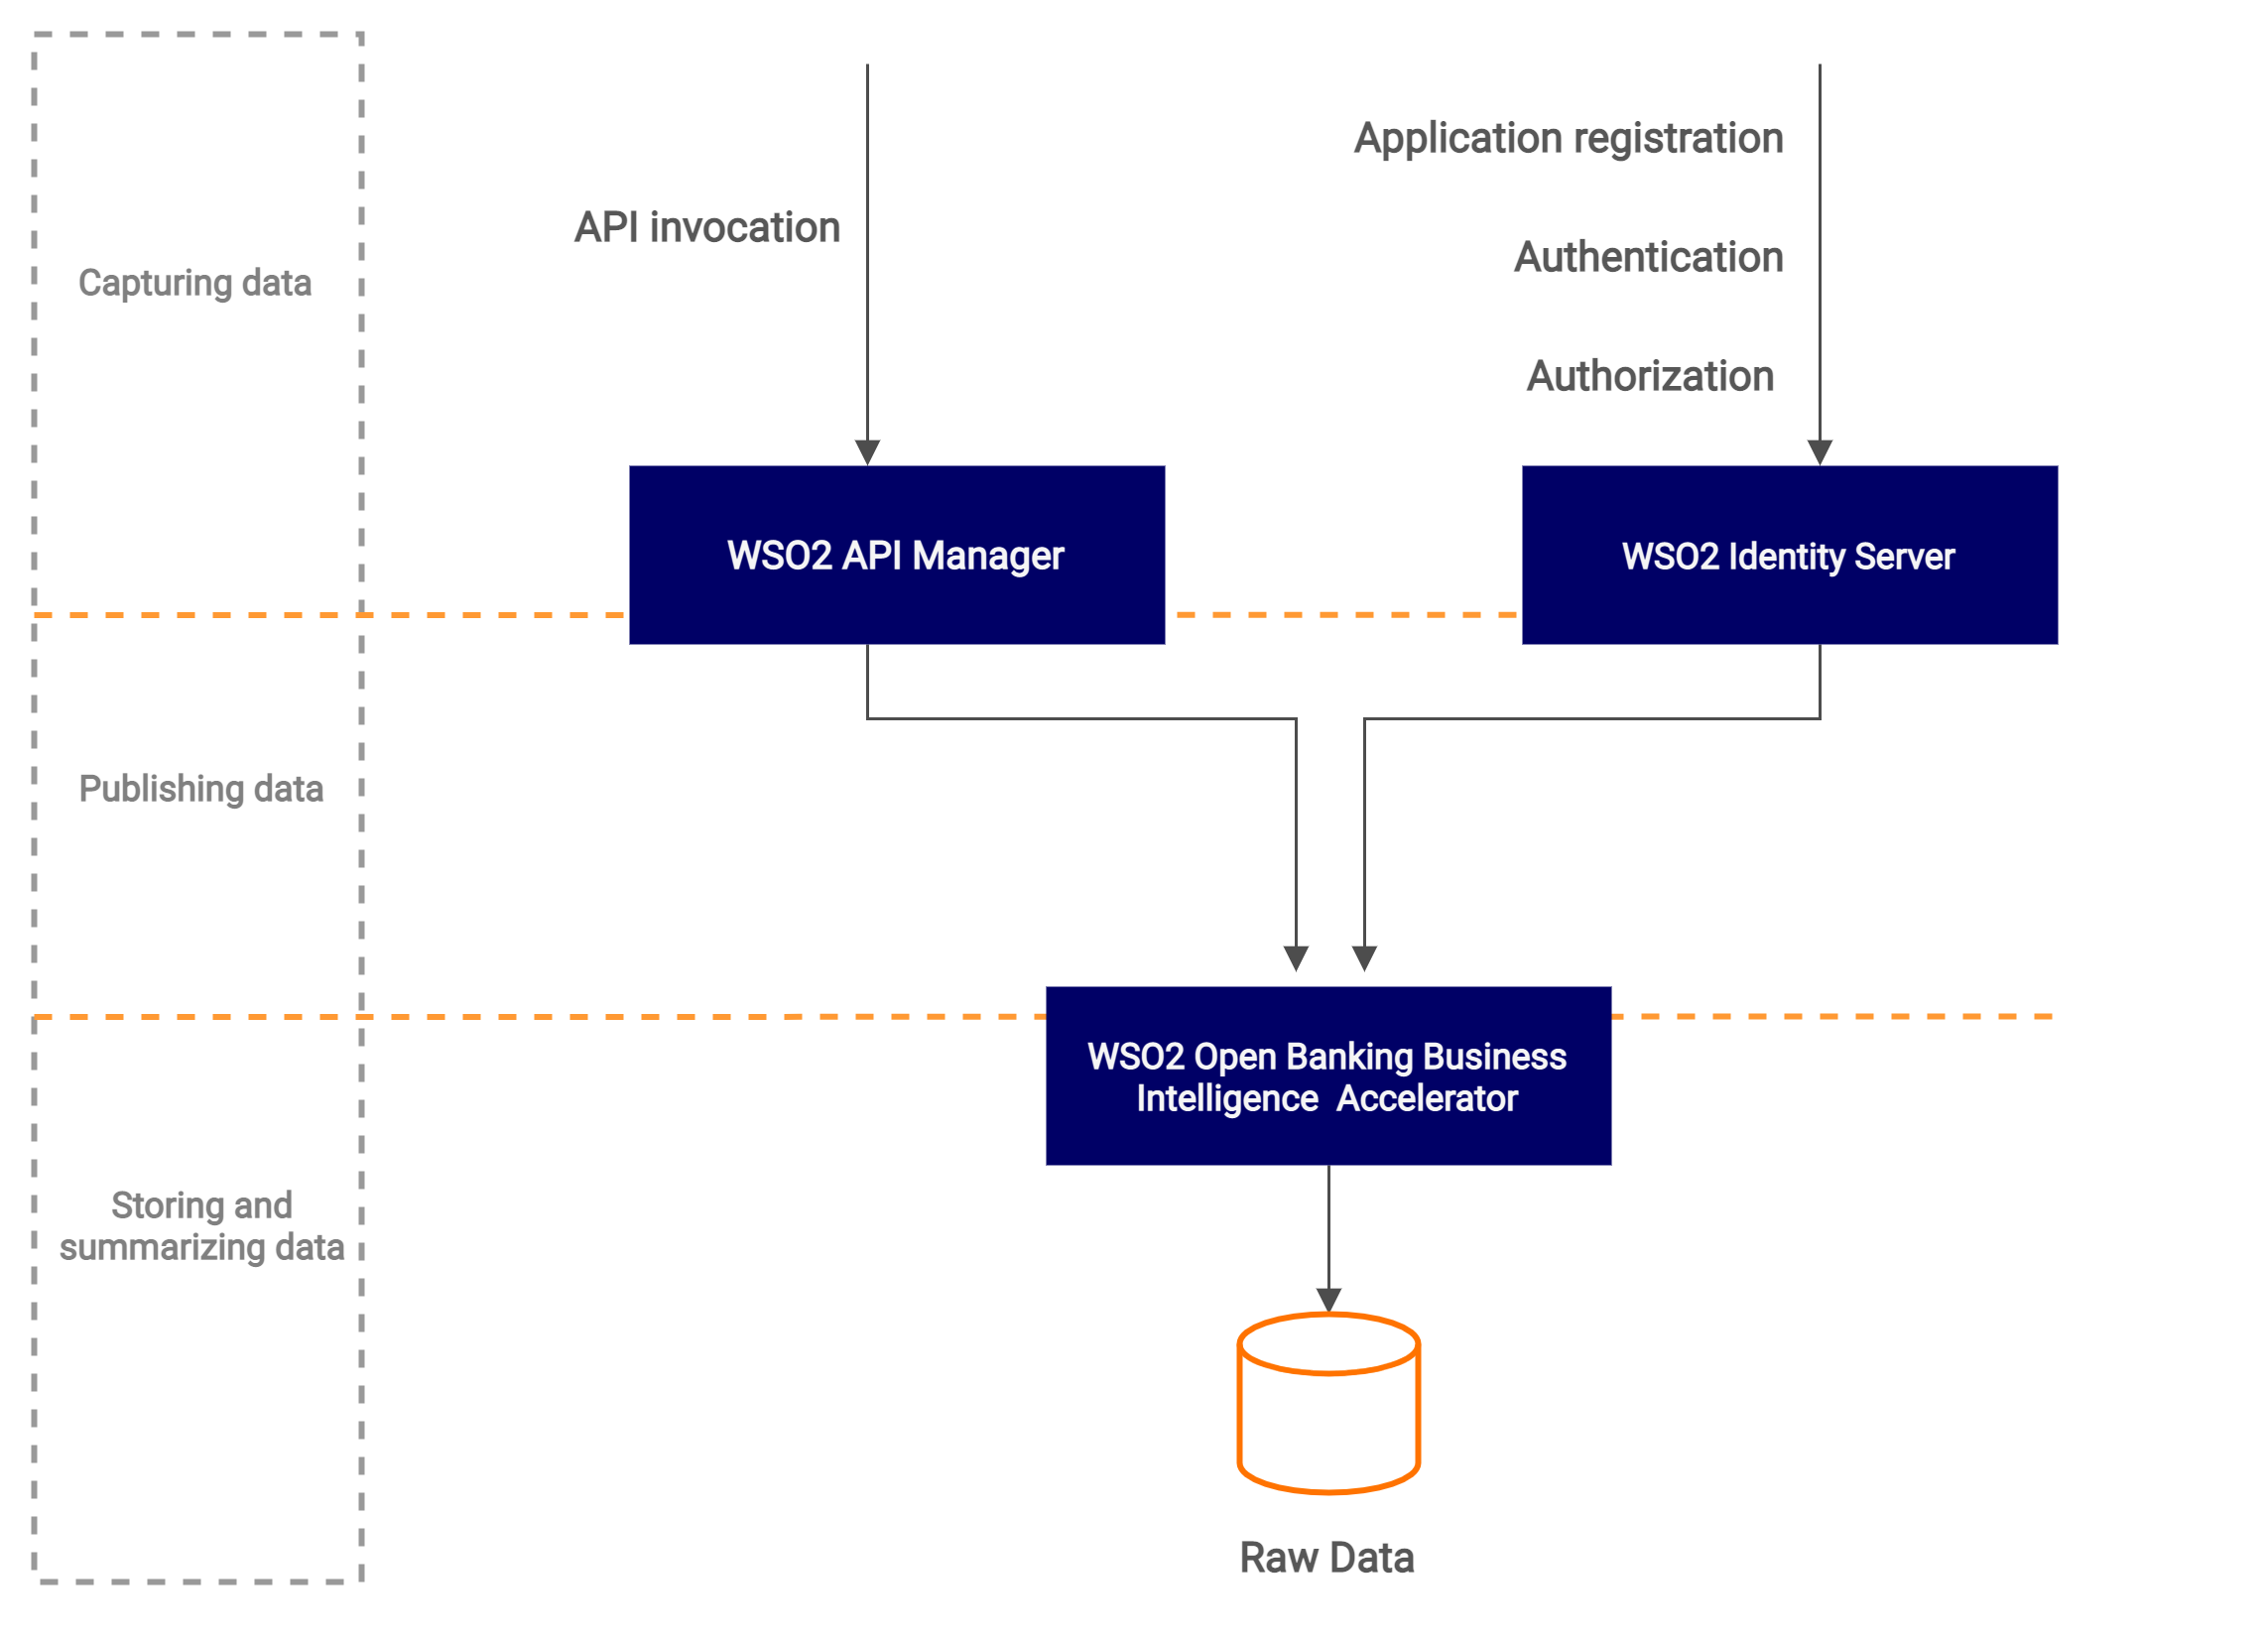 Application registration
API invocation
Authentication
Capturing data
Authorization
WSO2 API Manager
WSO2 Identity Server
Publishing data
WSO2 Open Banking Business
Intelligence Accelerator
Storing and
summarizing data
Raw Data